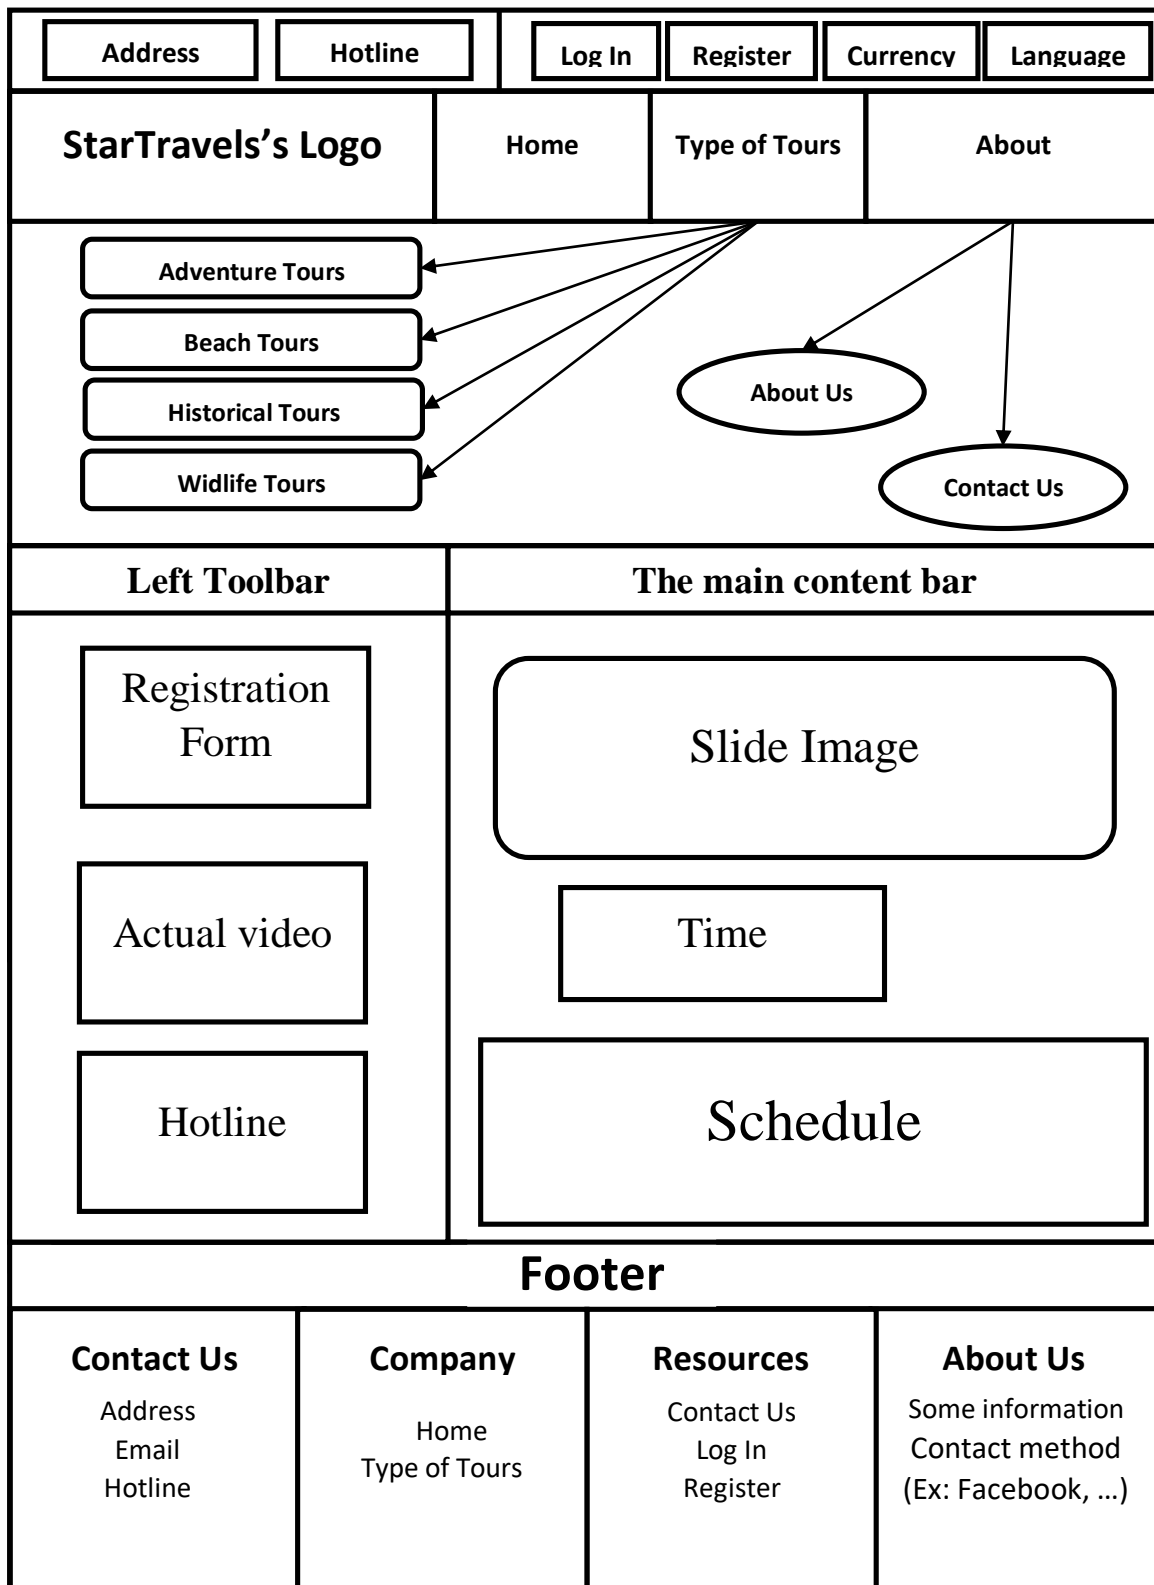 Address
Hotline
Log In
Register
Currency
Language
StarTravels’s Logo
Home
Type of Tours
About
Adventure Tours
Beach Tours
Historical Tours
Widlife Tours
About Us
Contact Us
Left Toolbar
The main content bar
Registration
Form
Slide Image
Actual video
Time
Hotline
Schedule
Footer
Contact Us
Address
Email
Hotline
Company
Home
Type of Tours
Resources
Contact Us
Log In
Register
About Us
Some information
Contact method
(Ex: Facebook, ...)